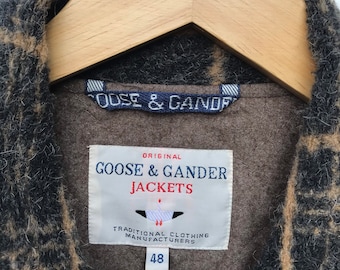 GOOSE & GANDER
ORIGINAL
GOOSE & GANDER
JACKETS
TRADITIONAL CLOTHING
MANUFACTURERS
48